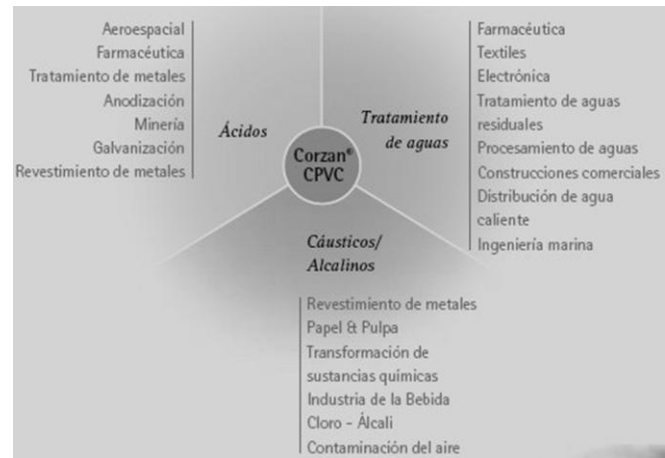 Aeroespacial
Farmacéutica
Tratamiento de metales
Anodización
Minería
Galvanización
Revestimiento de metales
Ácidos
Corzan®
CPVC
Tratamiento
de aguas
Farmacéutica
Textiles
Electrónica
Tratamiento de aguas
residuales
Procesamiento de aguas
Construcciones comerciales
Distribución de agua
caliente
Ingeniería marina
Cáusticos/
Alcalinos
Revestimiento de metales
Papel & Pulpa
Transformación de
sustancias químicas
Industria de la Bebida
Cloro - Álcali
Contaminación del aire